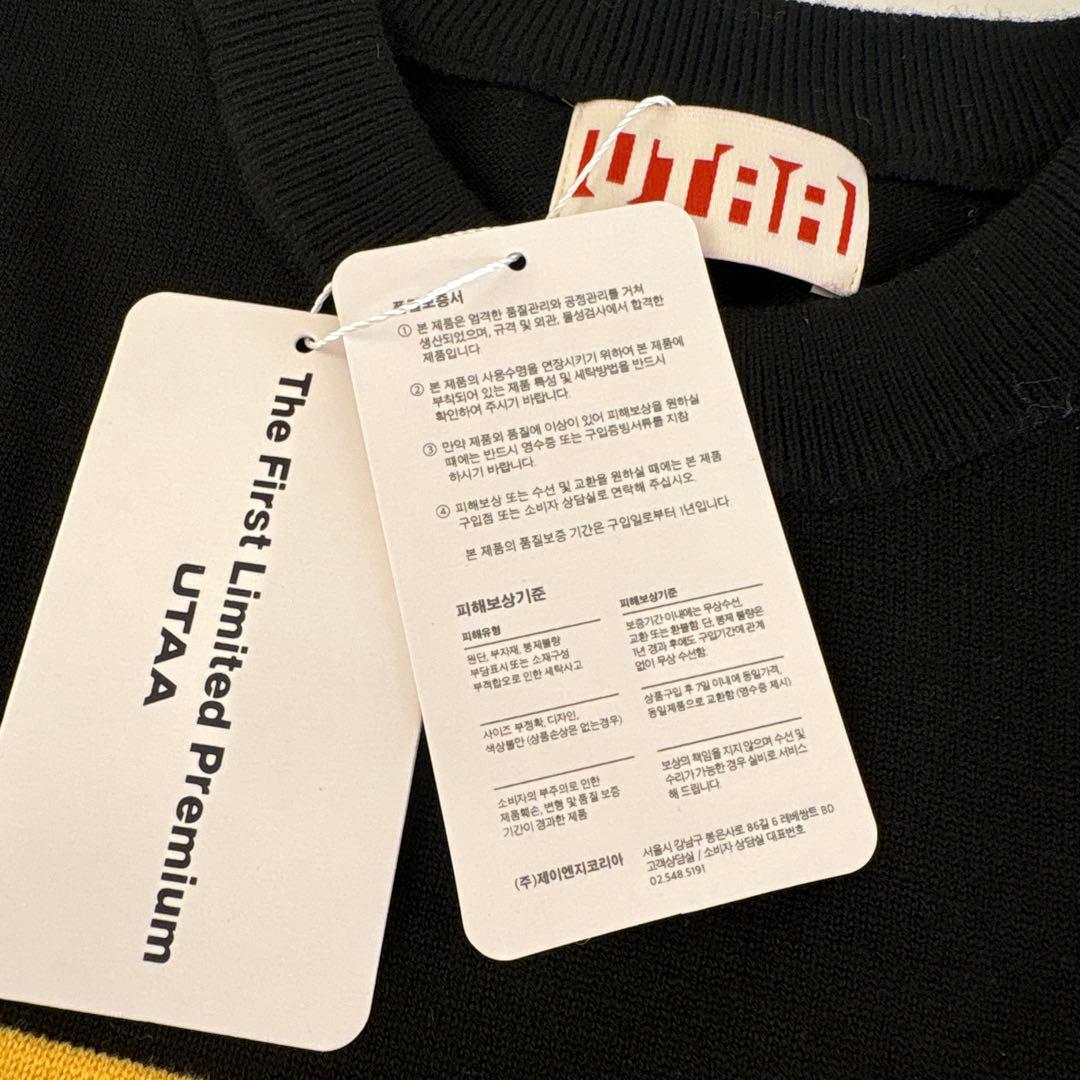 UTAA
The First Limited Premium
UTAA
품질보증서
① 본 제품은 엄격한 품질관리와 공정관리를 거쳐
생산되었으며, 규격 및 외관, 물성검사에서 합격한
제품입니다
② 본 제품의 사용수명을 연장시키기 위하여 본 제품에
부착되어 있는 제품 특성 및 세탁방법을 반드시
확인하여 주시기 바랍니다.
③ 만약 제품외 품질에 이상이 있어 피해보상을 원하실
때에는 반드시 영수증 또는 구입증빙서류를 지참
하시기 바랍니다.
④ 피해보상 또는 수선 및 교환을 원하실 때에는 본 제품
구입점 또는 소비자 상담실로 연락해 주십시오.
본 제품의 품질보증 기간은 구입일로부터 1년입니다.
피해보상기준
피해유형
원단, 부자재, 봉제불량
부담표시 또는 소재구성
부적합으로 인한 세탁사고
피해보상기준
보증기간 이내에는 무상수선,
교환 또는 환불함. 단, 봉제 불량은
1년 경과 후에도 구입기간에 관계
없이 무상 수선함.
사이즈 부정확, 디자인,
색상불만 (상품손상은 없는경우)
상품구입 후 7일 이내에 동일가격,
동일제품으로 교환함 (영수증 제시)
소비자의 부주의로 인한
제품훼손, 변형 및 품질 보증
기간이 경과한 제품
보상의 책임을 지지 않으며 수선 및
수리가 가능한 경우 실비로 서비스
해 드립니다.
(주)제이엔지코리아
서울시 강남구 봉은사로 86길 6 레베쌍트 BD
고객상담실 / 소비자 상담실 대표번호
02.548.5191